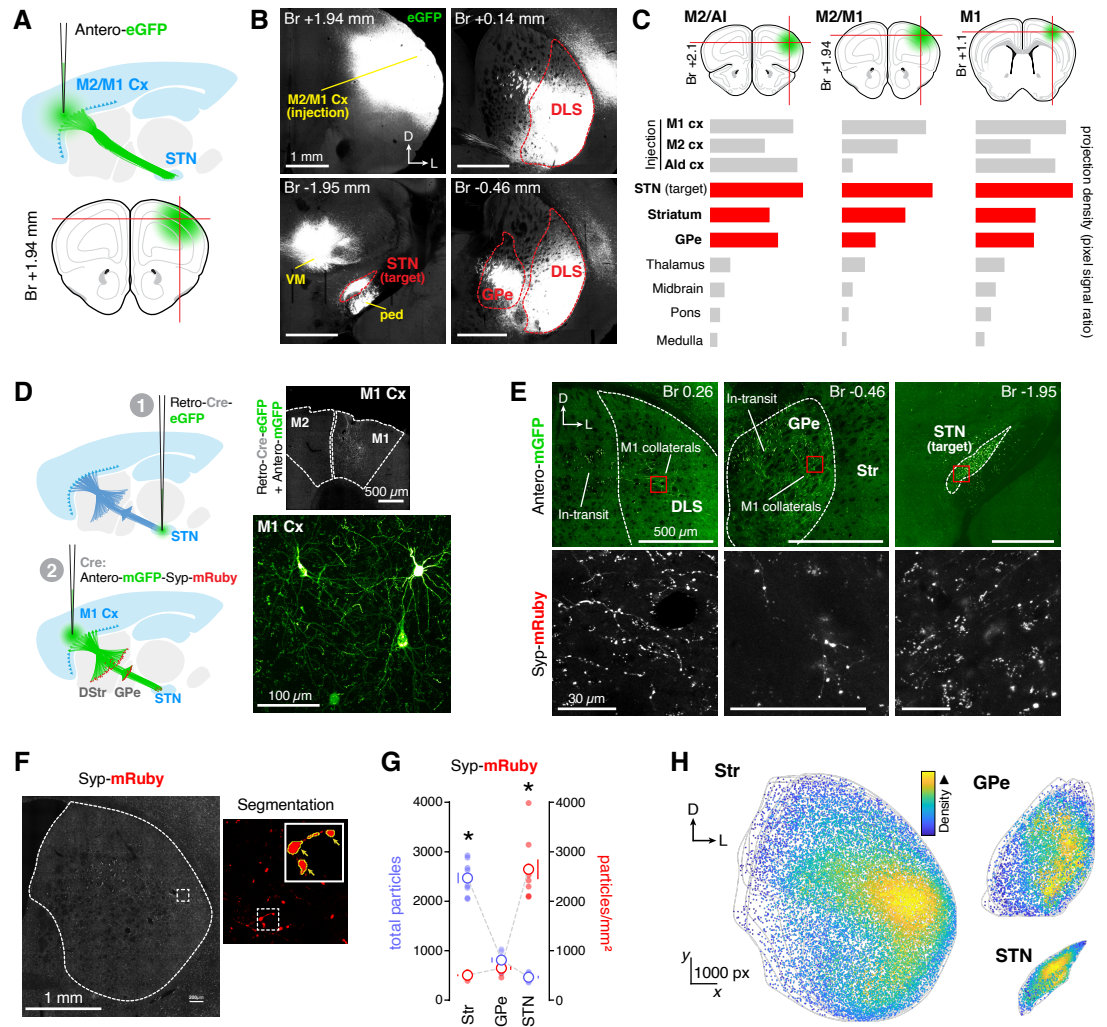 A
Antero-eGFP
M2/M1 Cx
STN
Br +1.94 mm
B
Br +1.94 mm
eGFP
M2/M1 Cx
(injection)
1 mm
D
L
Br +0.14 mm
DLS
Br -1.95 mm
VM
STN
(target)
ped
Br -0.46 mm
GPe
DLS
C
M2/AI
M2/M1
M1
Br +2.1
Br +1.94
Br +1.1
Injection
M1 cx
M2 cx
AId cx
STN (target)
Striatum
GPe
Thalamus
Midbrain
Pons
Medulla
projection density (pixel signal ratio)
D
1
Retro-Cre-
eGFP
STN
2
Cre:
Antero-mGFP-Syp-mRuby
M1 Cx
DStr
GPe
STN
Retro-Cre-eGFP
+ Antero-mGFP
M1 Cx
M2
M1
500 µm
M1 Cx
100 µm
E
Antero-mGFP
Br 0.26
D
L
M1 collaterals
In-transit
DLS
500 µm
Br -0.46
In-transit
GPe
Str
M1 collaterals
Br -1.95
STN
(target)
Syp-mRuby
30 µm
F
Syp-mRuby
1 mm
Segmentation
G
Syp-mRuby
total particles
4000
3000
2000
1000
0
*
*
4000
3000
2000
1000
0
particles/mm²
Str
GPe
STN
H
Str
Density
D
L
GPe
STN
y
1000 px
x